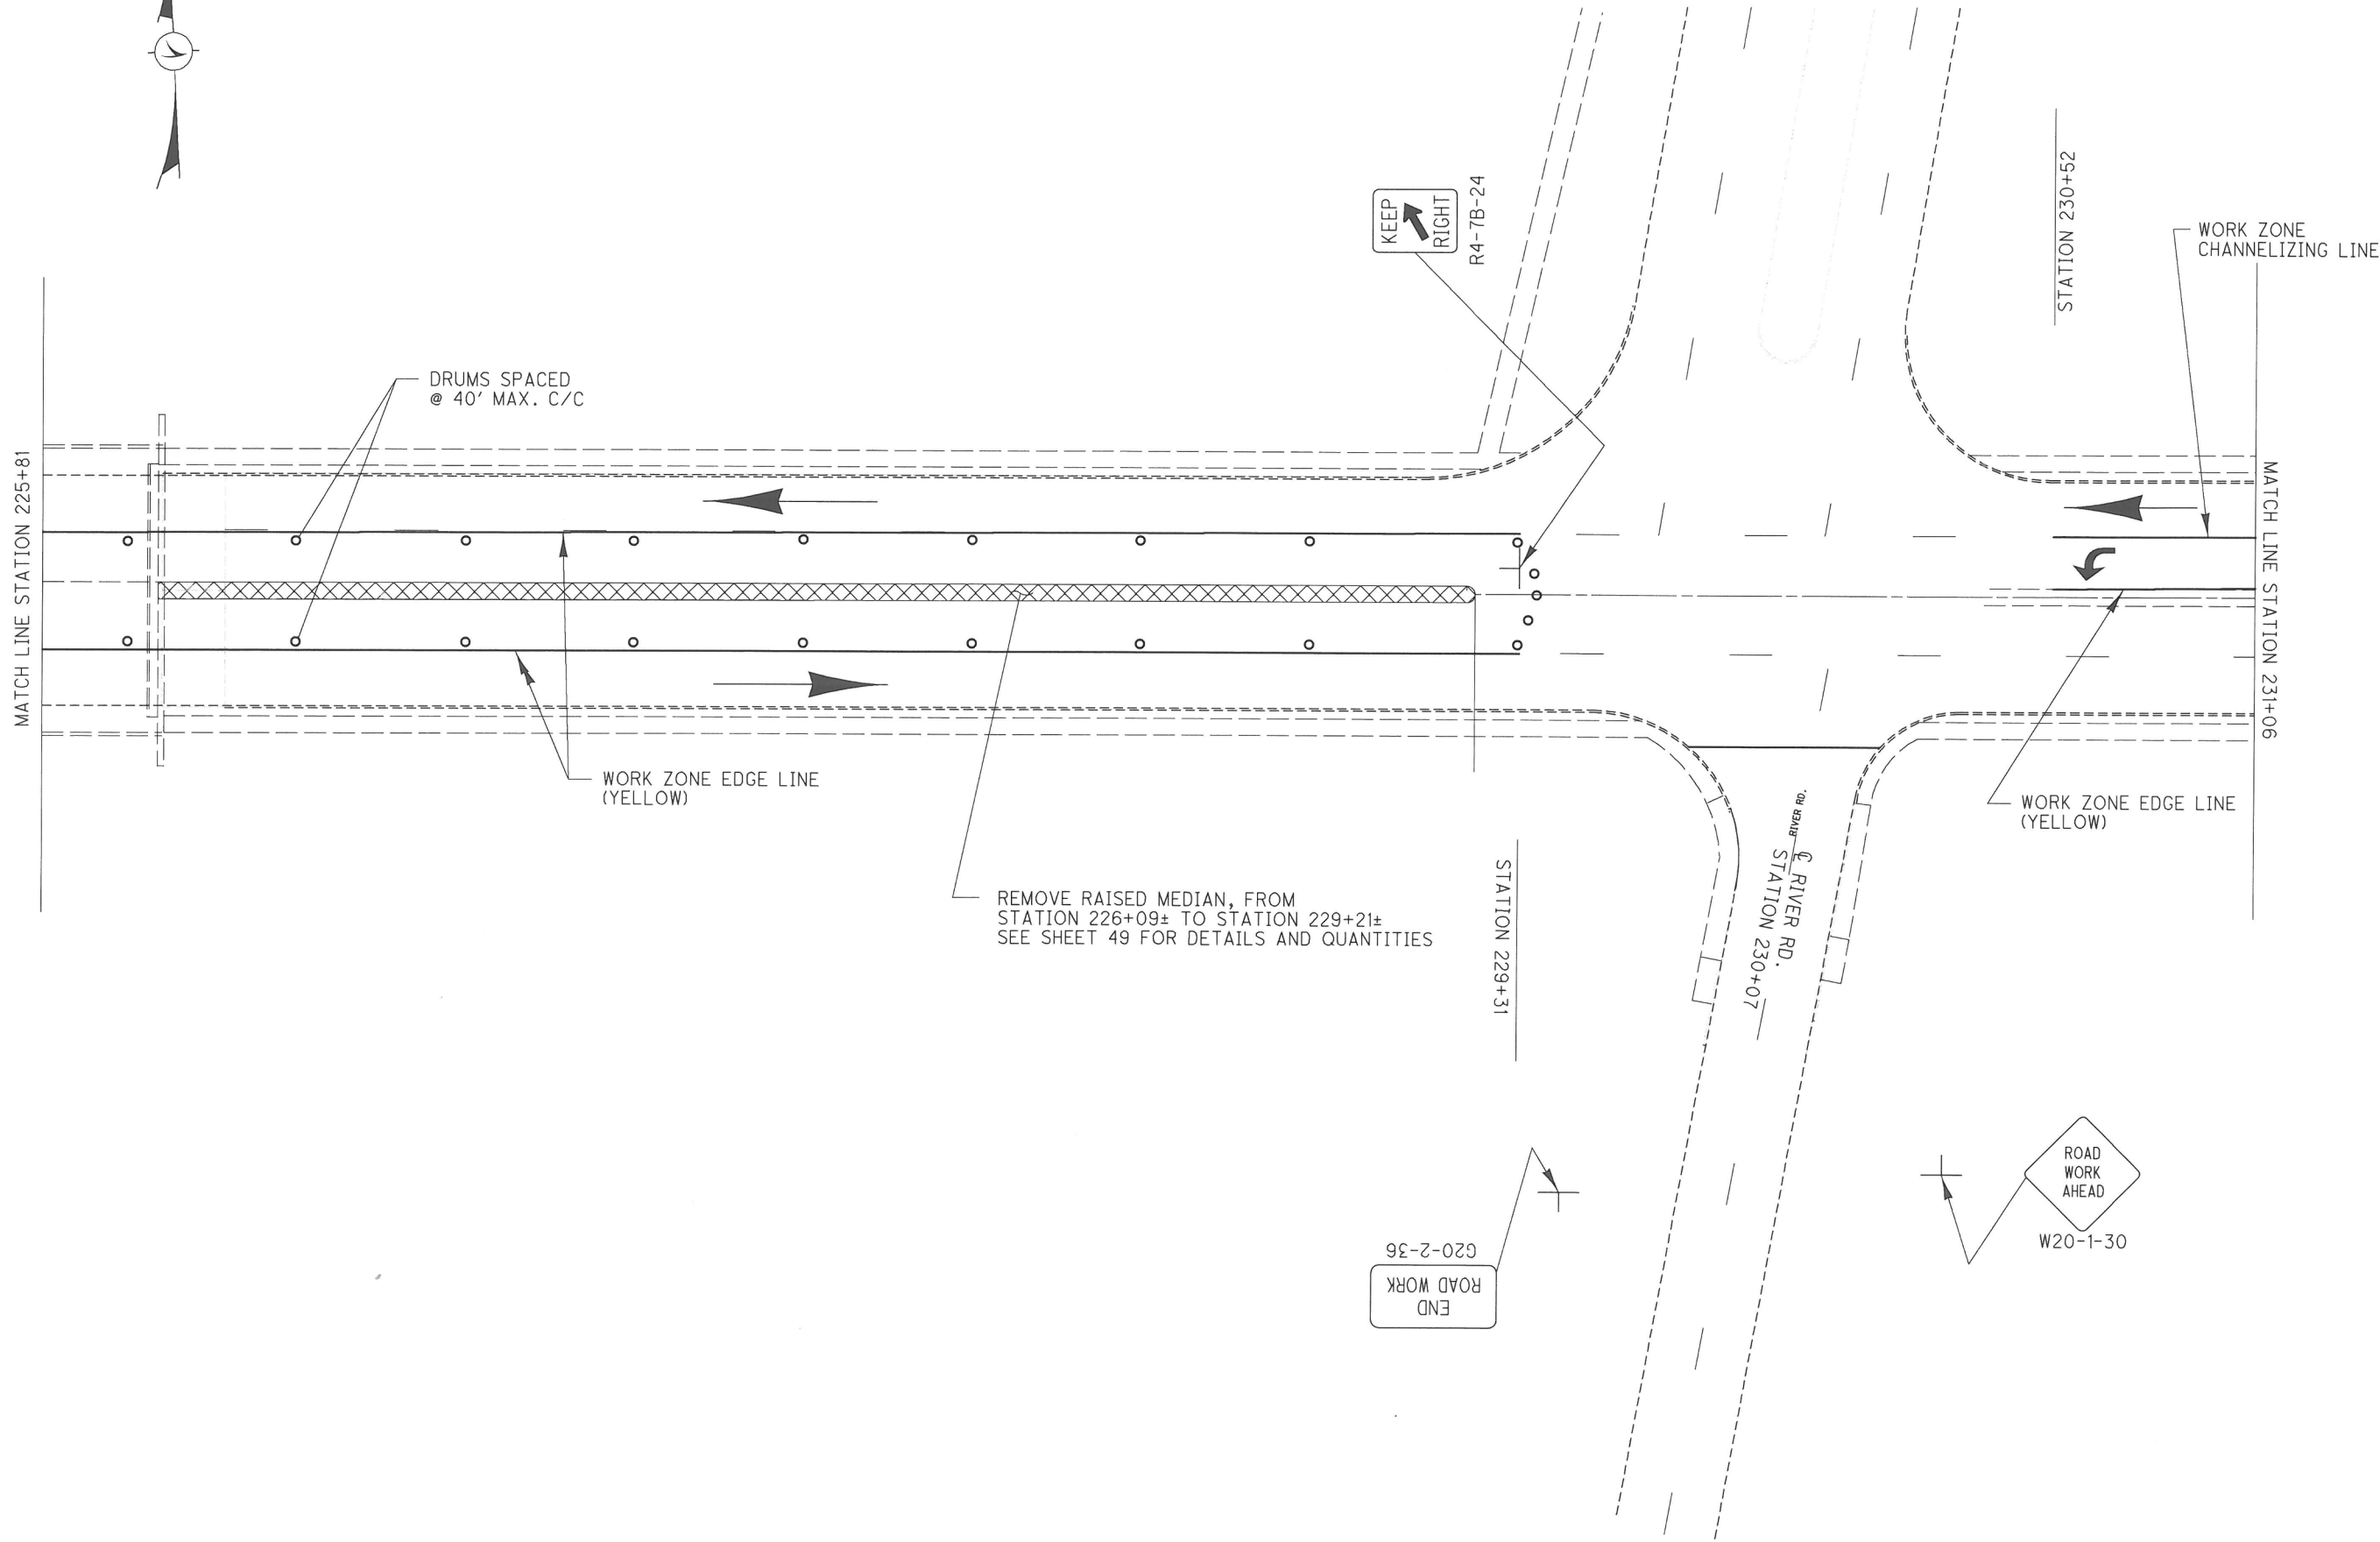 KEEP
RIGHT
R4-7B-24
STATION 230+52
WORK ZONE
CHANNELIZING LINE
DRUMS SPACED
@ 40' MAX. C/C
MATCH LINE STATION 225+81
MATCH LINE STATION 231+06
WORK ZONE EDGE LINE
(YELLOW)
WORK ZONE EDGE LINE
(YELLOW)
REMOVE RAISED MEDIAN, FROM
STATION 226+09± TO STATION 229+21±
SEE SHEET 49 FOR DETAILS AND QUANTITIES
STATION 229+31
RIVER RD.
℄ RIVER RD.
STATION 230+07
END
ROAD WORK
G20-2-36
ROAD
WORK
AHEAD
W20-1-30